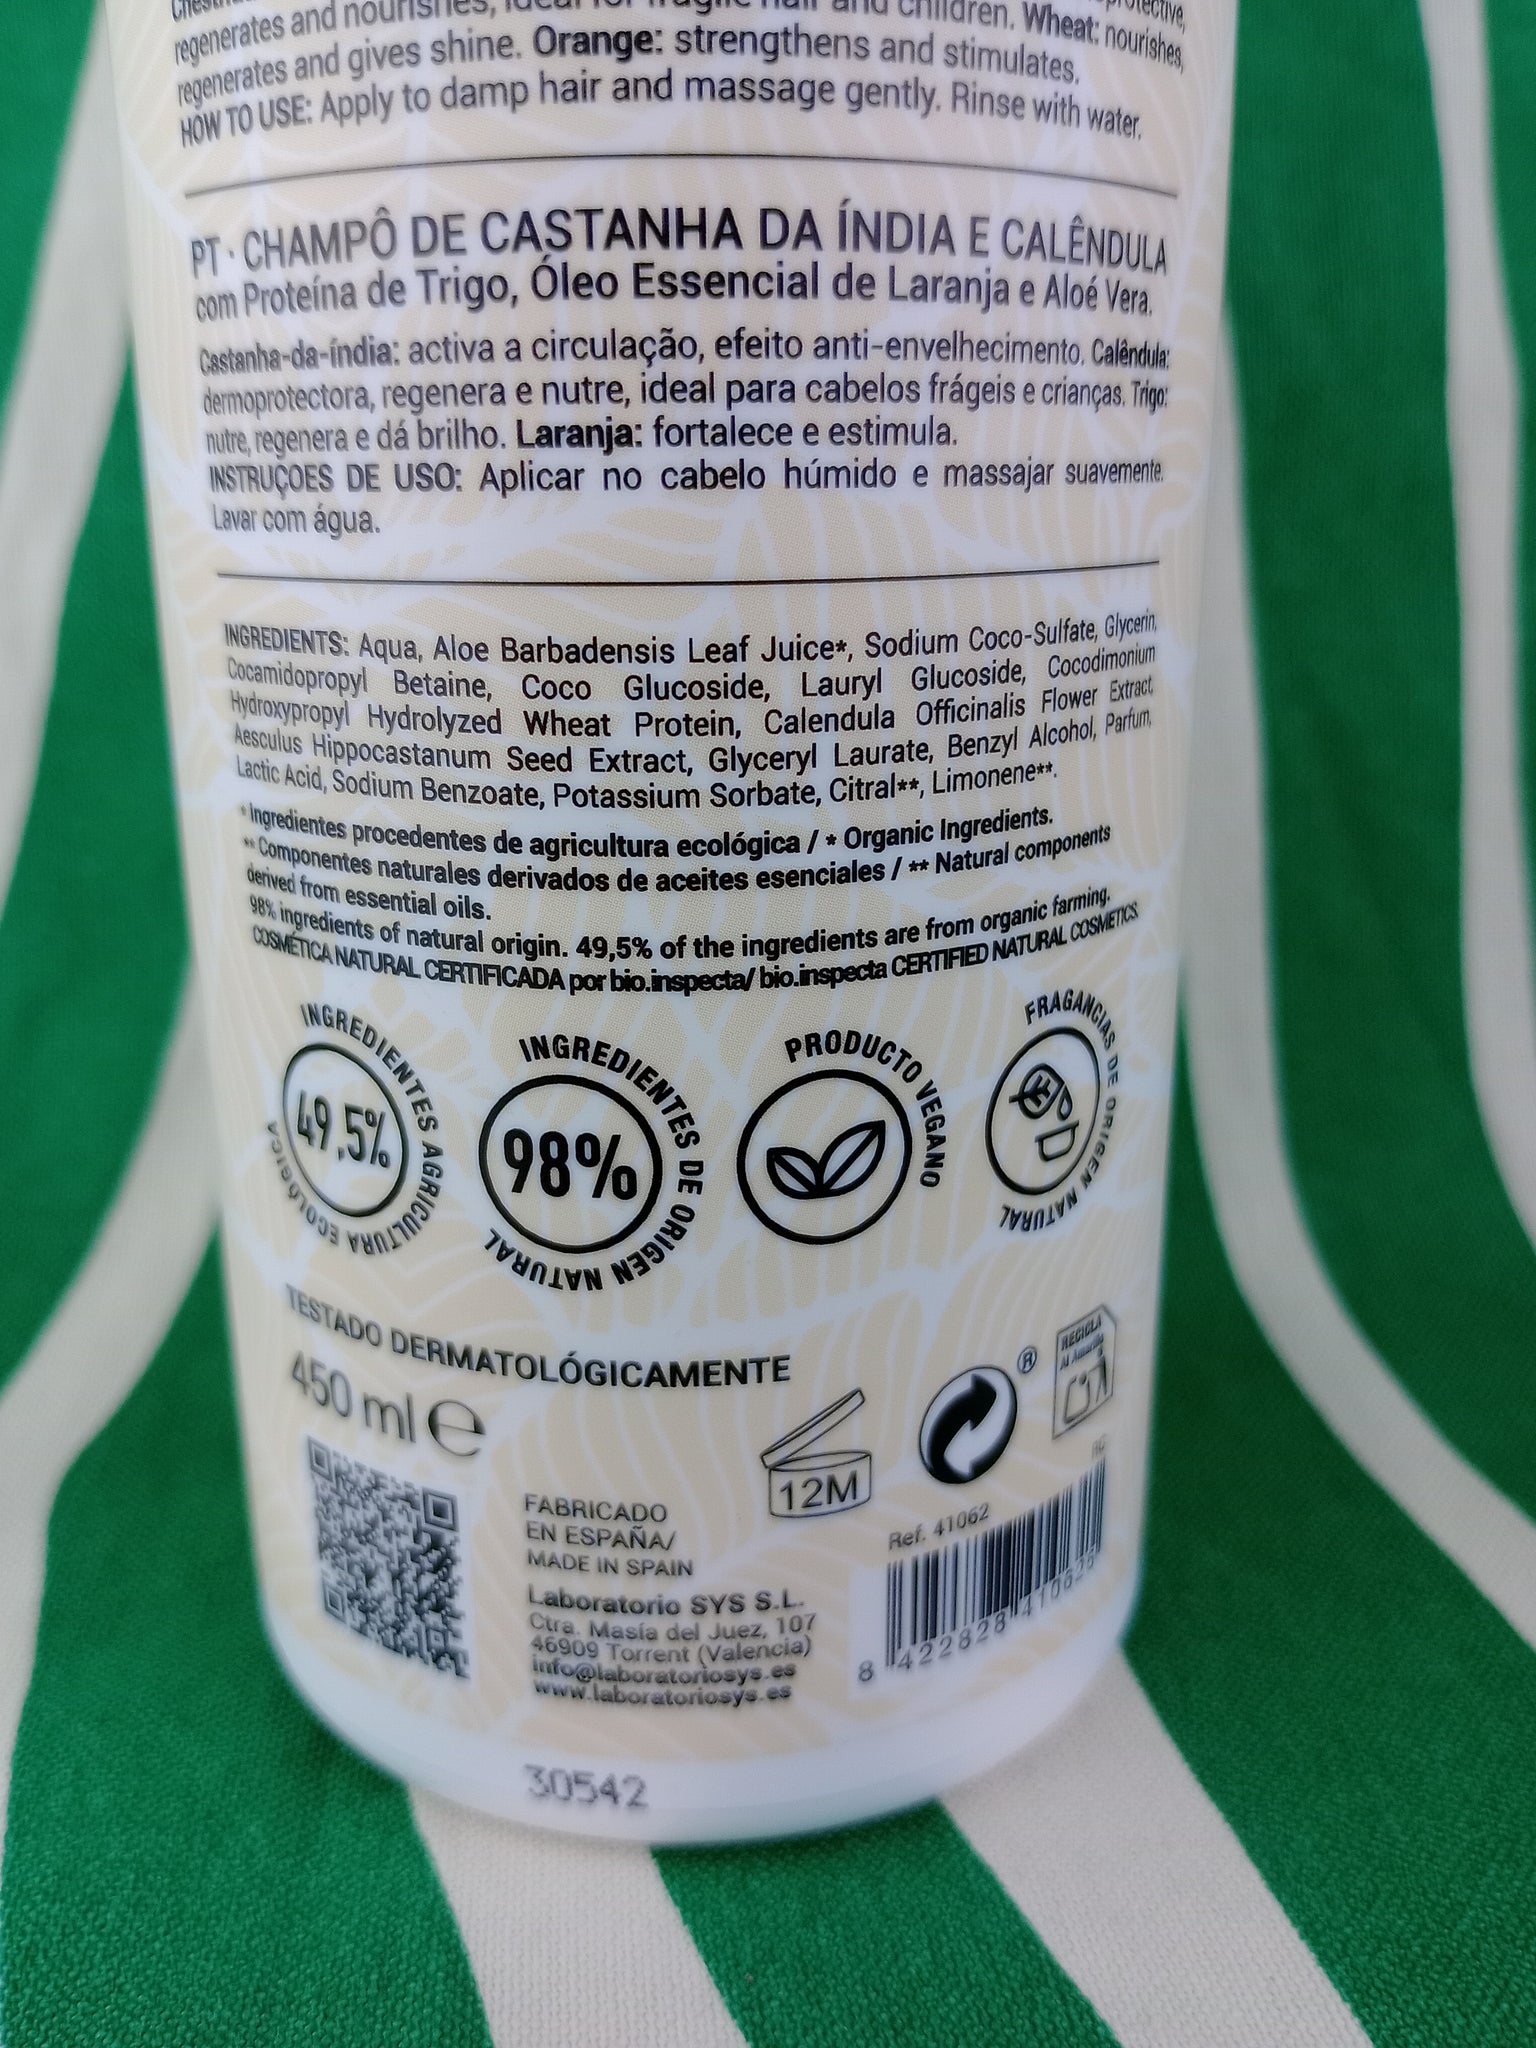 regenerates and nourishes, ideal for fragile hair and children. Wheat: nourishes,
regenerates and gives shine. Orange: strengthens and stimulates.
HOW TO USE: Apply to damp hair and massage gently. Rinse with water.
PT · CHAMPÔ DE CASTANHA DA ÍNDIA E CALÊNDULA
com Proteína de Trigo, Óleo Essencial de Laranja e Aloé Vera.
Castanha-da-índia: activa a circulação, efeito anti-envelhecimento. Calêndula:
dermoprotectora, regenera e nutre, ideal para cabelos frágeis e crianças. Trigo:
nutre, regenera e dá brilho. Laranja: fortalece e estimula.
INSTRUÇOES DE USO: Aplicar no cabelo húmido e massajar suavemente.
Lavar com água.
INGREDIENTS: Aqua, Aloe Barbadensis Leaf Juice*, Sodium Coco-Sulfate, Glycerin,
Cocamidopropyl Betaine, Coco Glucoside, Lauryl Glucoside, Cocodimonium
Hydroxypropyl Hydrolyzed Wheat Protein, Calendula Officinalis Flower Extract,
Aesculus Hippocastanum Seed Extract, Glyceryl Laurate, Benzyl Alcohol, Parfum,
Lactic Acid, Sodium Benzoate, Potassium Sorbate, Citral**, Limonene**.
* Ingredientes procedentes de agricultura ecológica / * Organic Ingredients.
** Componentes naturales derivados de aceites esenciales / ** Natural components
derived from essential oils.
98% ingredients of natural origin. 49,5% of the ingredients are from organic farming.
COSMÉTICA NATURAL CERTIFICADA por bio.inspecta/ bio.inspecta CERTIFIED NATURAL COSMETICS
INGREDIENTES AGRICULTURA ECOLÓGICA
49,5%
INGREDIENTES DE ORIGEN NATURAL
98%
PRODUCTO VEGANO
FRAGANCIAS DE ORIGEN NATURAL
TESTADO DERMATOLÓGICAMENTE
450 ml e
12M
®
RECICLA
Al Amarillo
FABRICADO
EN ESPAÑA/
MADE IN SPAIN
Laboratorio SYS S.L.
Ctra. Masía del Juez, 107
46909 Torrent (Valencia)
info@laboratoriosys.es
www.laboratoriosys.es
Ref. 41062
8 422828 410625
30542